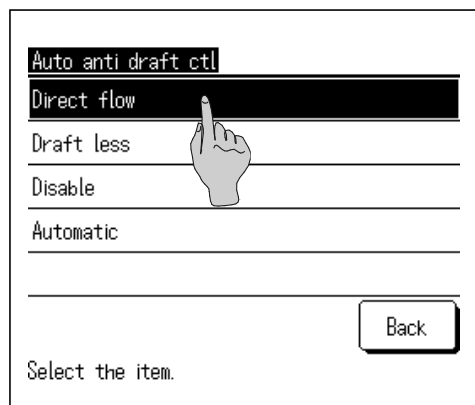 Auto anti draft ctl
Direct flow
Draft less
Disable
Automatic
Back
Select the item.